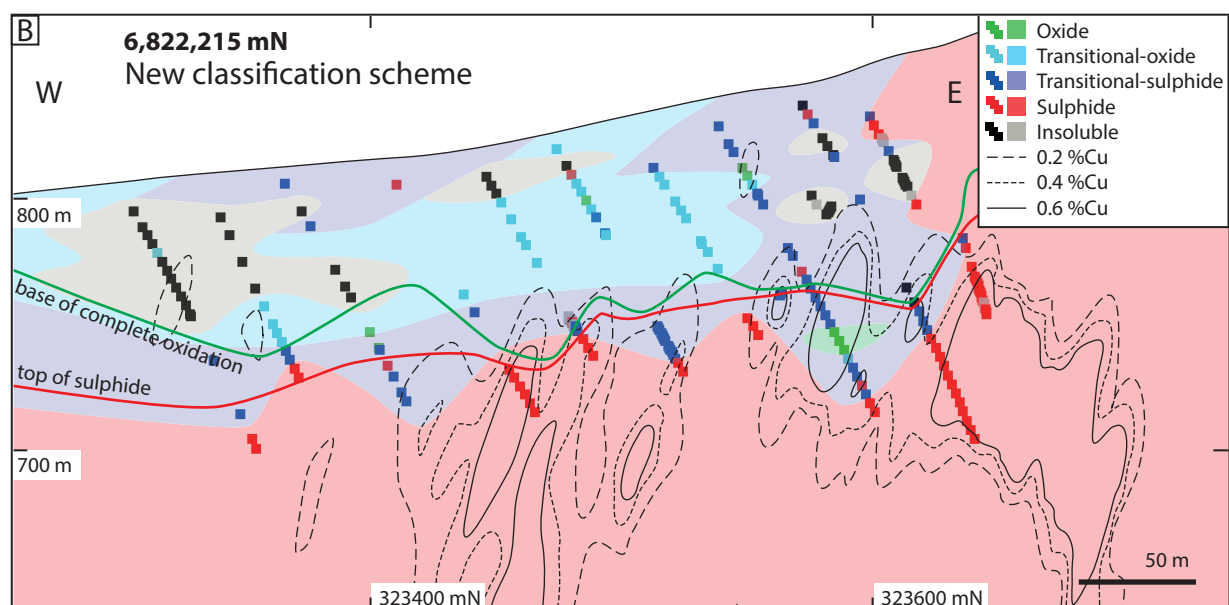 B
6,822,215 mN
New classification scheme
W
E
Oxide
Transitional-oxide
Transitional-sulphide
Sulphide
Insoluble
0.2 %Cu
0.4 %Cu
0.6 %Cu
800 m
base of complete oxidation
top of sulphide
700 m
50 m
323400 mN
323600 mN